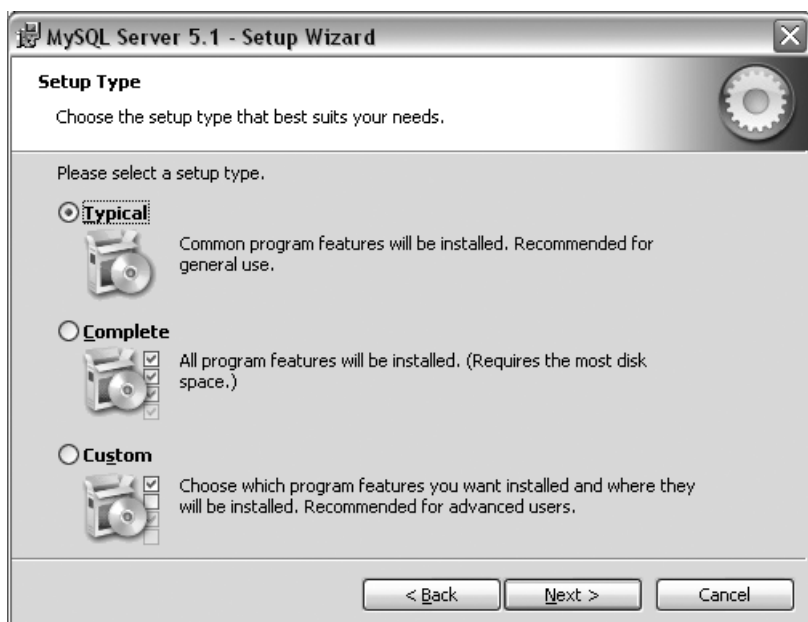 MySQL Server 5.1 - Setup Wizard
Setup Type
Choose the setup type that best suits your needs.
Please select a setup type.
Typical
Common program features will be installed. Recommended for
general use.
Complete
All program features will be installed. (Requires the most disk
space.)
Custom
Choose which program features you want installed and where they
will be installed. Recommended for advanced users.
< Back
Next >
Cancel